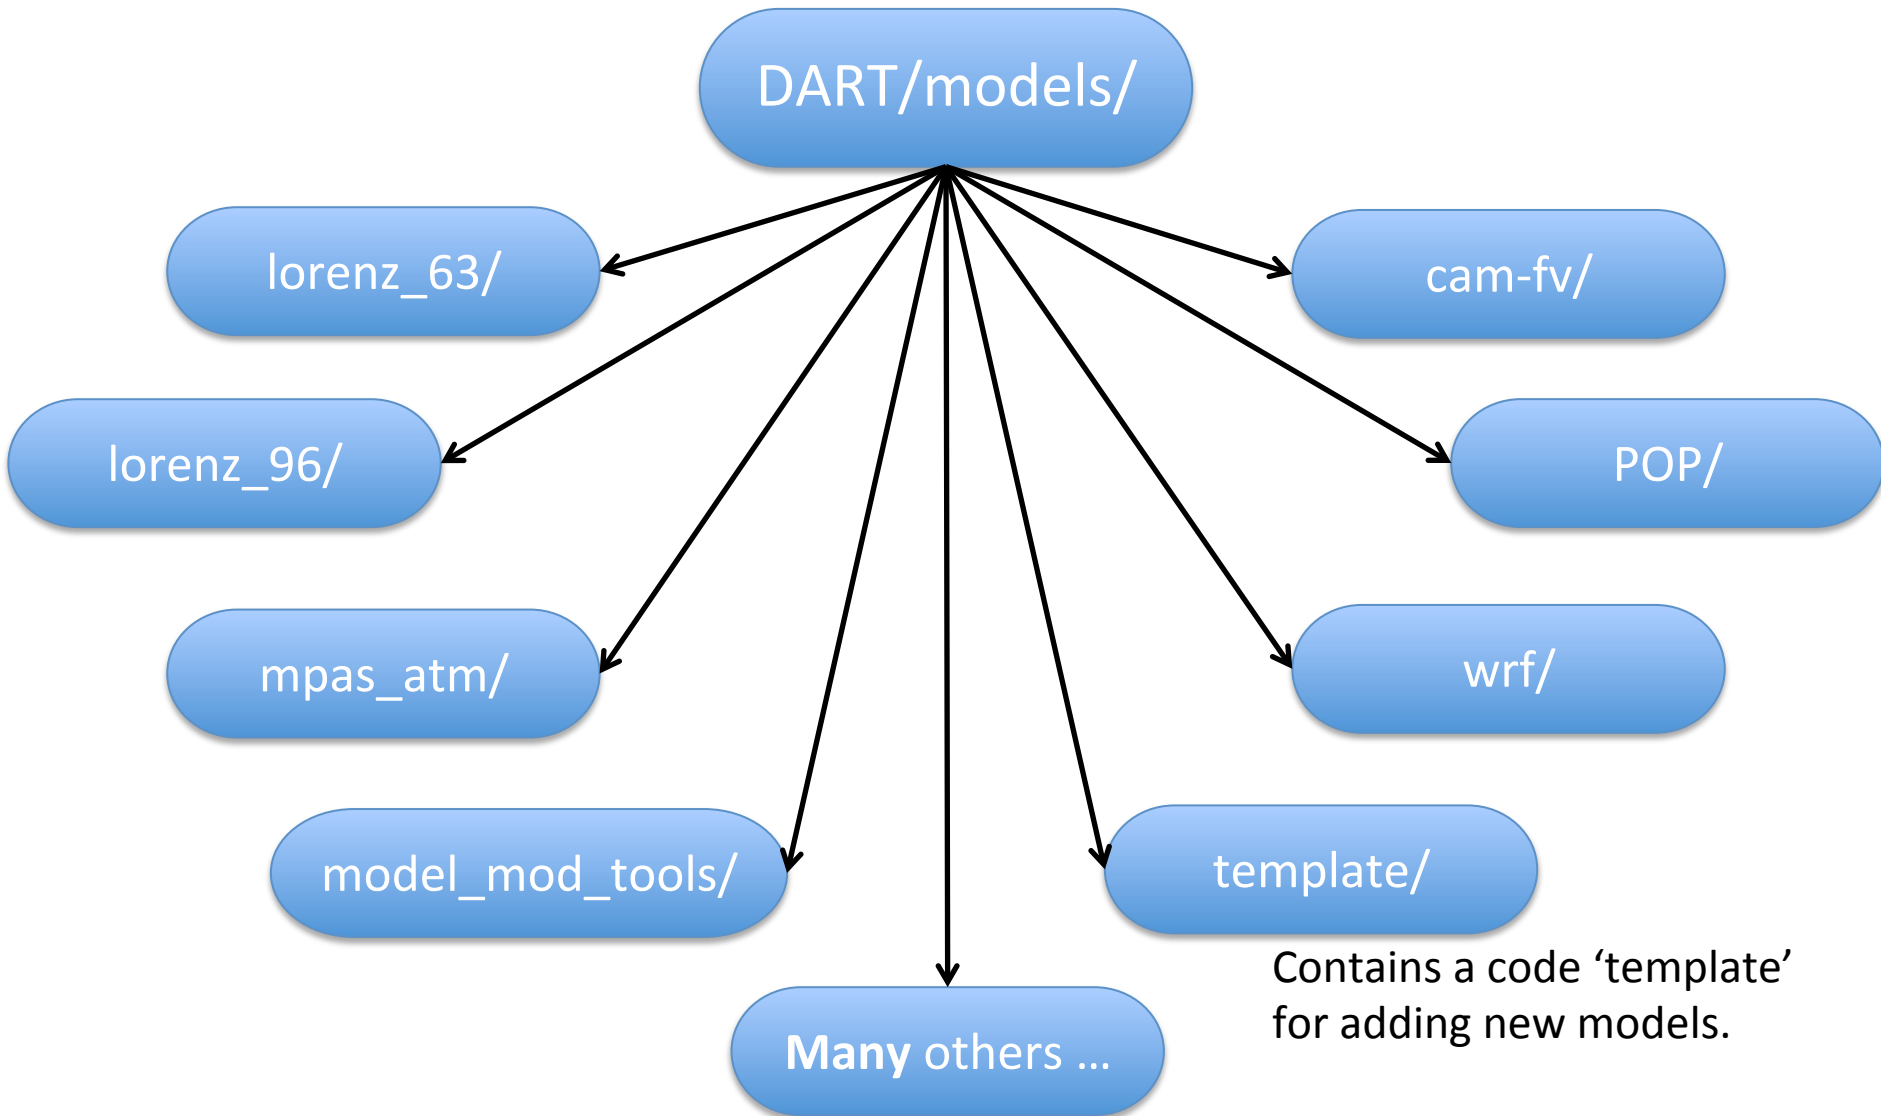 DART/models/
lorenz_63/
cam-fv/
lorenz_96/
POP/
mpas_atm/
wrf/
model_mod_tools/
template/
Contains a code ‘template’
for adding new models.
Many others ...